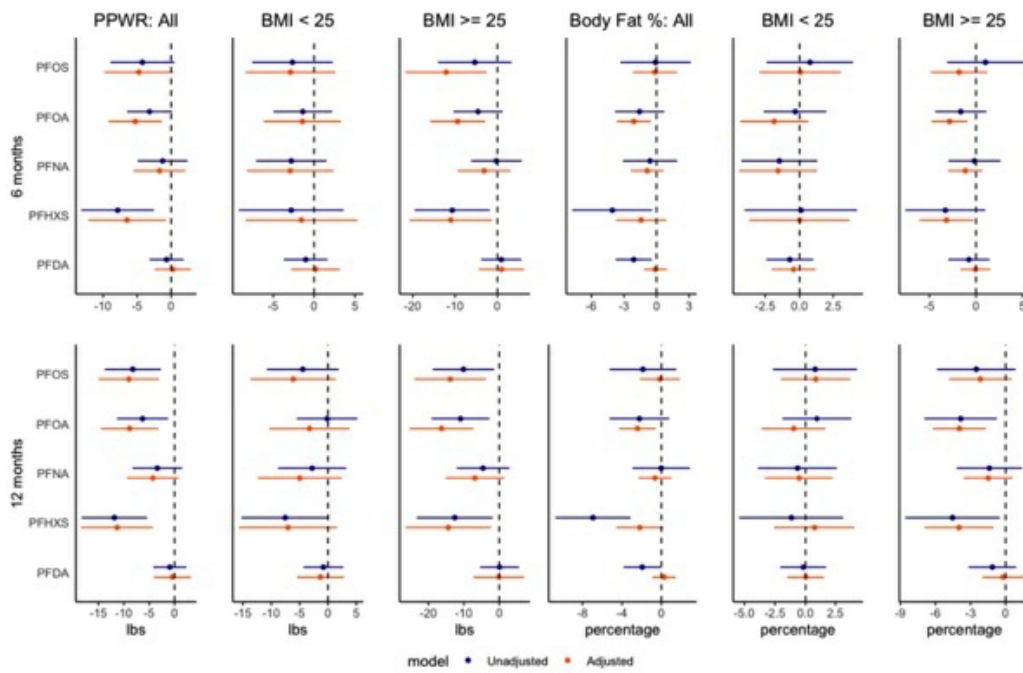 PPWR: All BMI < 25 BMI >= 25 Body Fat %: All BMI < 25 BMI >= 25
6 months
PFOS
PFOA
PFNA
PFHXS
PFDA
-10 -5 0 -5 0 5 -20 -10 0 -6 -3 0 3 -2.5 0.0 2.5 -5 0 5
12 months
PFOS
PFOA
PFNA
PFHXS
PFDA
-15 -10 -5 0 -15 -10 -5 0 5 -20 -10 0 -8 -4 0 -5.0 -2.5 0.0 2.5 -9 -6 -3 0
lbs lbs lbs percentage percentage percentage
model Unadjusted Adjusted